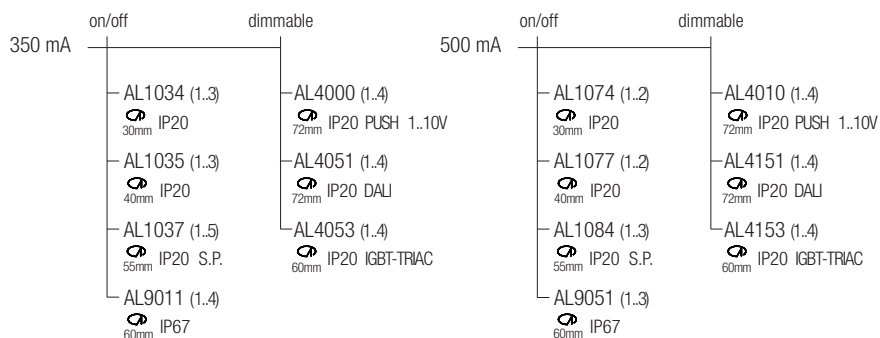 on/off dimmable
350 mA
AL1034 (1..3)
30mm IP20
AL1035 (1..3)
40mm IP20
AL1037 (1..5)
55mm IP20 S.P.
AL9011 (1..4)
60mm IP67
AL4000 (1..4)
72mm IP20 PUSH 1..10V
AL4051 (1..4)
72mm IP20 DALI
AL4053 (1..4)
60mm IP20 IGBT-TRIAC
on/off dimmable
500 mA
AL1074 (1..2)
30mm IP20
AL1077 (1..2)
40mm IP20
AL1084 (1..3)
55mm IP20 S.P.
AL9051 (1..3)
60mm IP67
AL4010 (1..4)
72mm IP20 PUSH 1..10V
AL4151 (1..4)
72mm IP20 DALI
AL4153 (1..4)
60mm IP20 IGBT-TRIAC